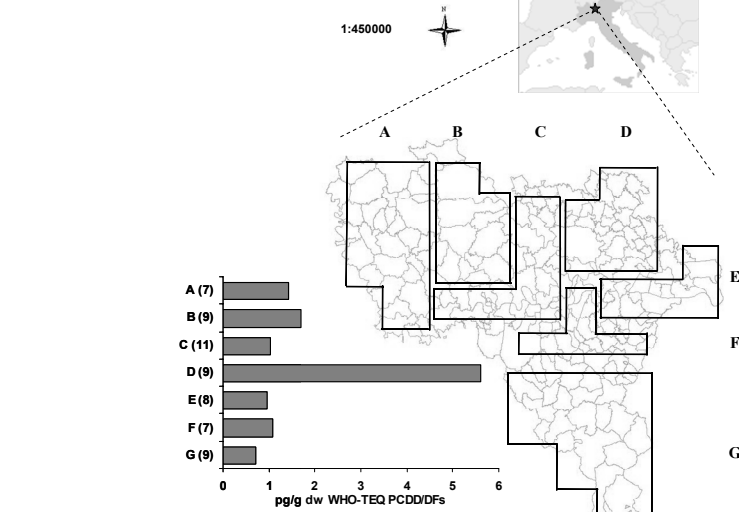 N
1:450000
A B C D
E
F
G
A (7)
B (9)
C (11)
D (9)
E (8)
F (7)
G (9)
0 1 2 3 4 5 6
pg/g dw WHO-TEQ PCDD/DFs